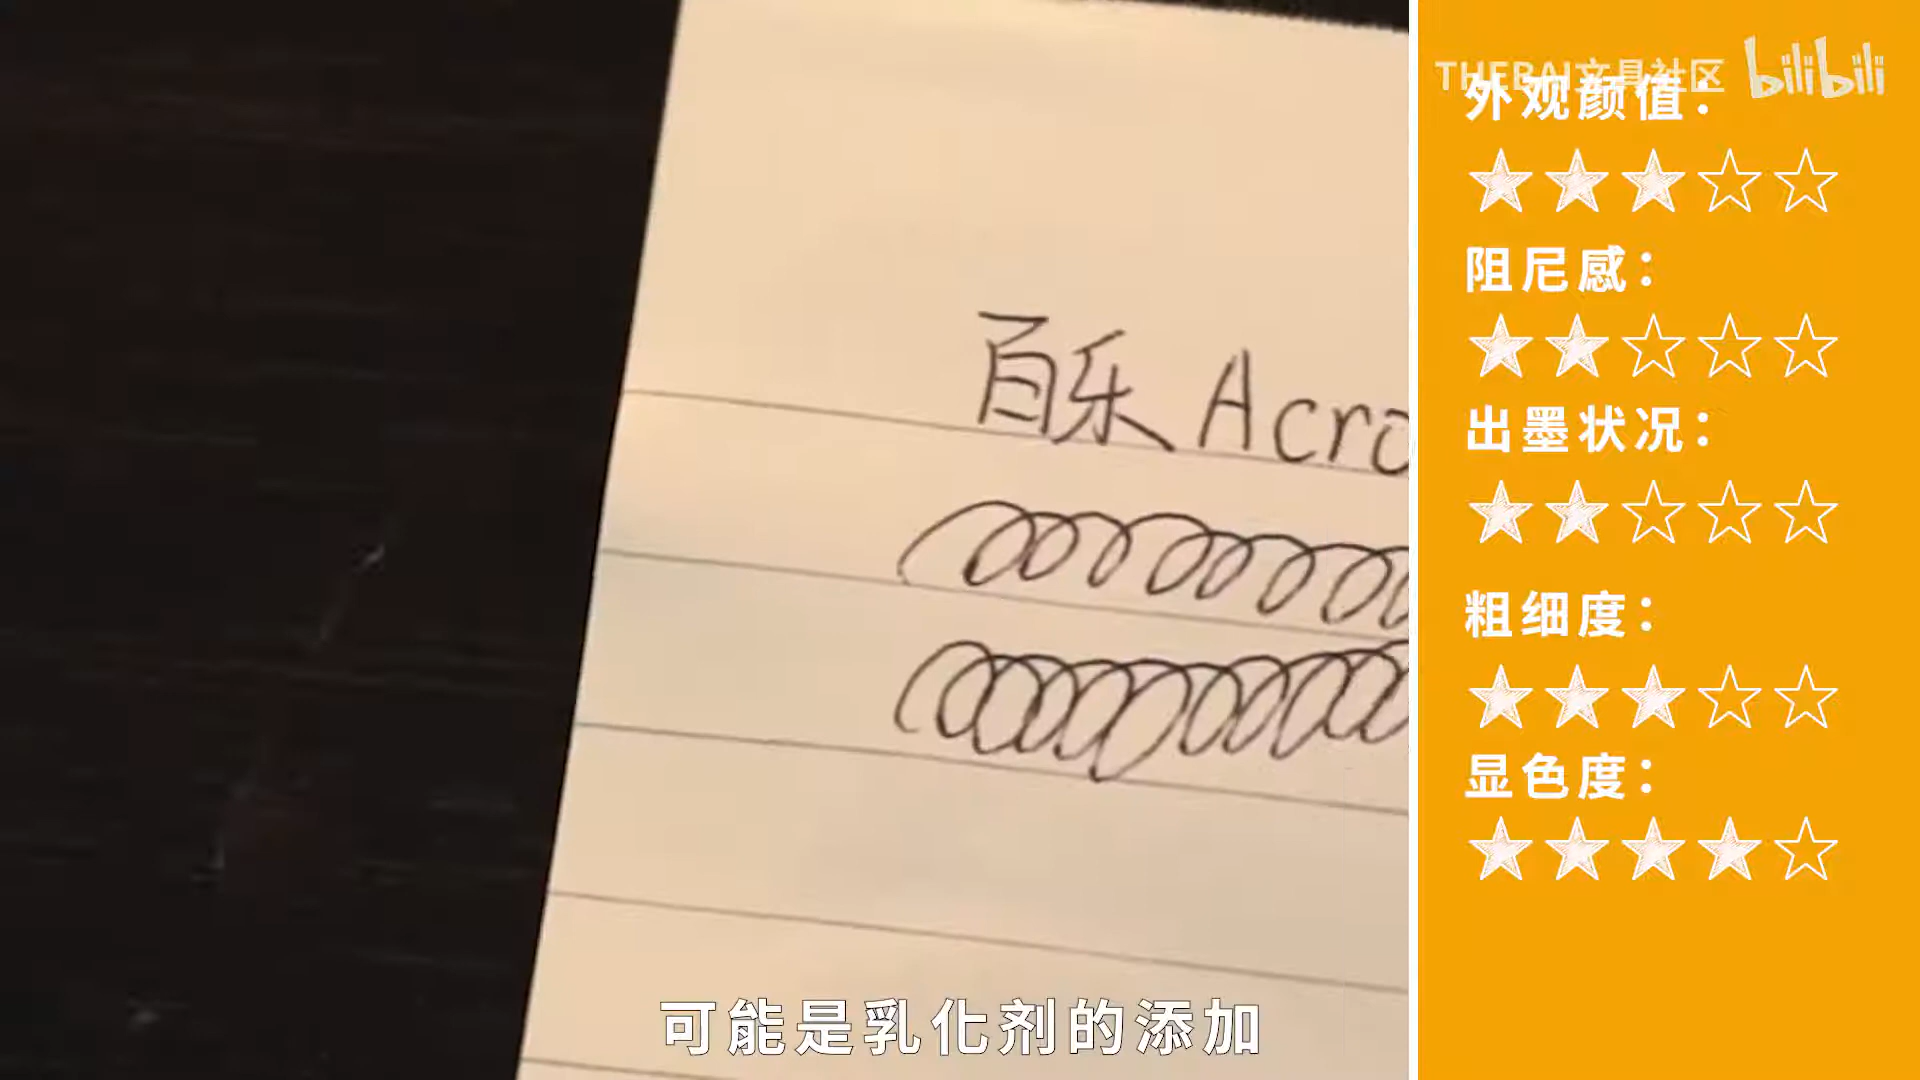 THEBAI文具社区 bilibili
外观颜值：
阻尼感：
出墨状况：
粗细度：
显色度：
百乐 Acro
可能是乳化剂的添加